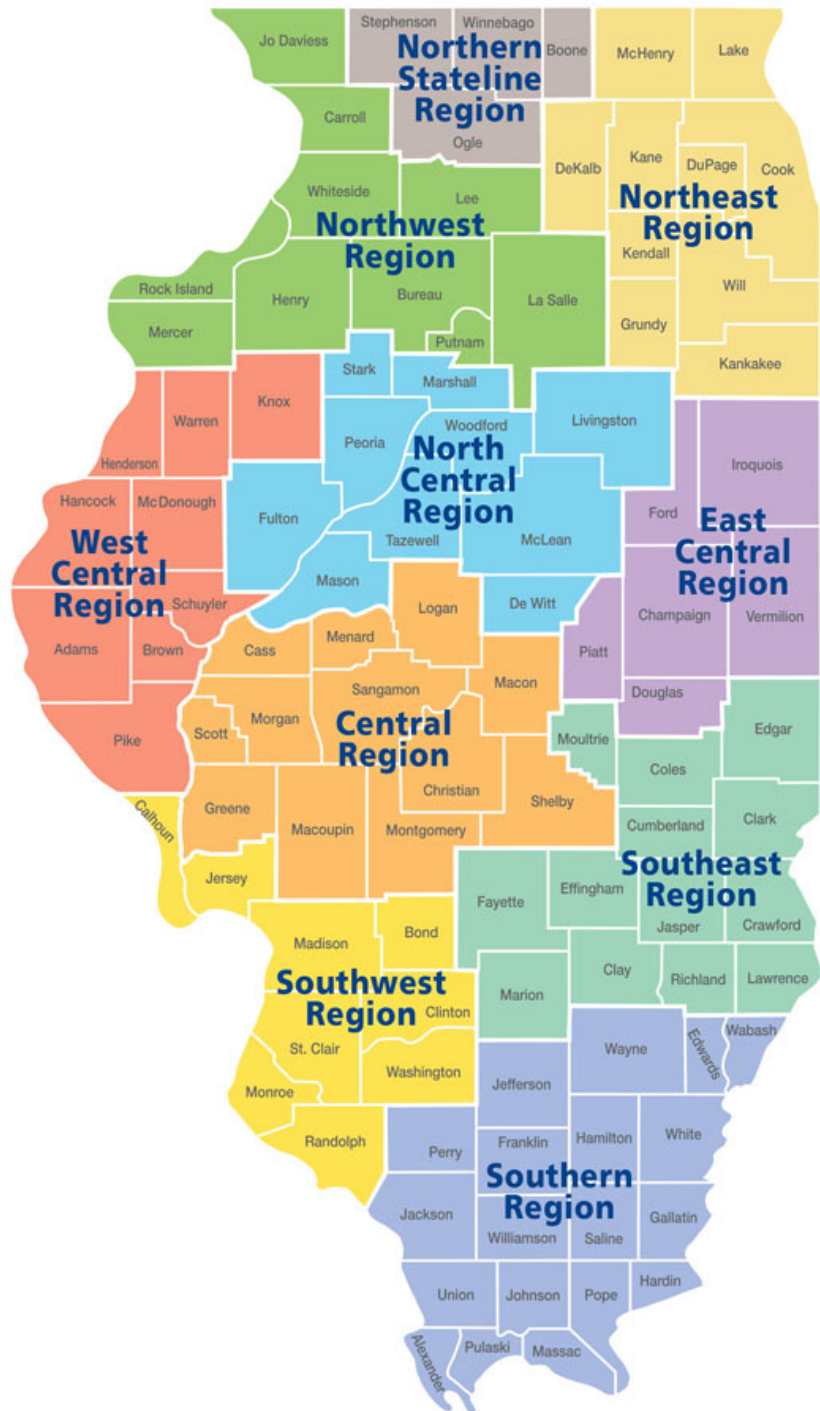 Jo Daviess
Stephenson
Winnebago
Boone
McHenry
Lake
Northern
Stateline
Region
Carroll
Ogle
DeKalb
Kane
DuPage
Cook
Northeast
Region
Whiteside
Lee
Northwest
Region
Kendall
Rock Island
Henry
Bureau
La Salle
Will
Mercer
Putnam
Grundy
Kankakee
Stark
Marshall
Knox
Warren
Henderson
Peoria
Woodford
Livingston
North
Central
Region
Iroquois
Hancock
McDonough
Fulton
Tazewell
McLean
Ford
East
Central
Region
West
Central
Region
Mason
De Witt
Schuyler
Logan
Champaign
Vermilion
Adams
Brown
Cass
Menard
Piatt
Sangamon
Macon
Douglas
Pike
Scott
Morgan
Central
Region
Moultrie
Edgar
Coles
Christian
Shelby
Greene
Macoupin
Montgomery
Cumberland
Clark
Calhoun
Jersey
Southeast
Region
Effingham
Fayette
Jasper
Crawford
Madison
Bond
Clay
Richland
Lawrence
Southwest
Region
Clinton
Marion
St. Clair
Wayne
Edwards
Wabash
Washington
Jefferson
Monroe
Randolph
Perry
Franklin
Hamilton
White
Southern
Region
Jackson
Williamson
Saline
Gallatin
Union
Johnson
Pope
Hardin
Alexander
Pulaski
Massac